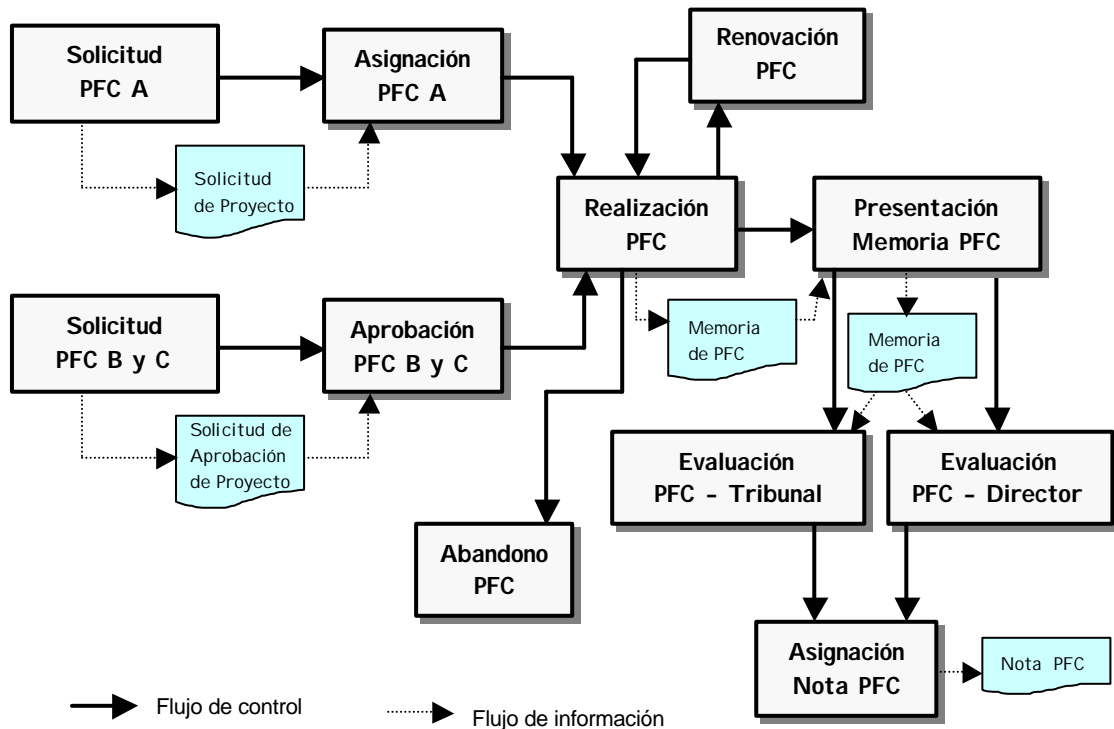 Solicitud
PFC A
Asignación
PFC A
Renovación
PFC
Solicitud
de Proyecto
Realización
PFC
Presentación
Memoria PFC
Solicitud
PFC B y C
Aprobación
PFC B y C
Memoria
de PFC
Memoria
de PFC
Solicitud de
Aprobación
de Proyecto
Evaluación
PFC - Tribunal
Evaluación
PFC - Director
Abandono
PFC
Asignación
Nota PFC
Nota PFC
Flujo de control
Flujo de información